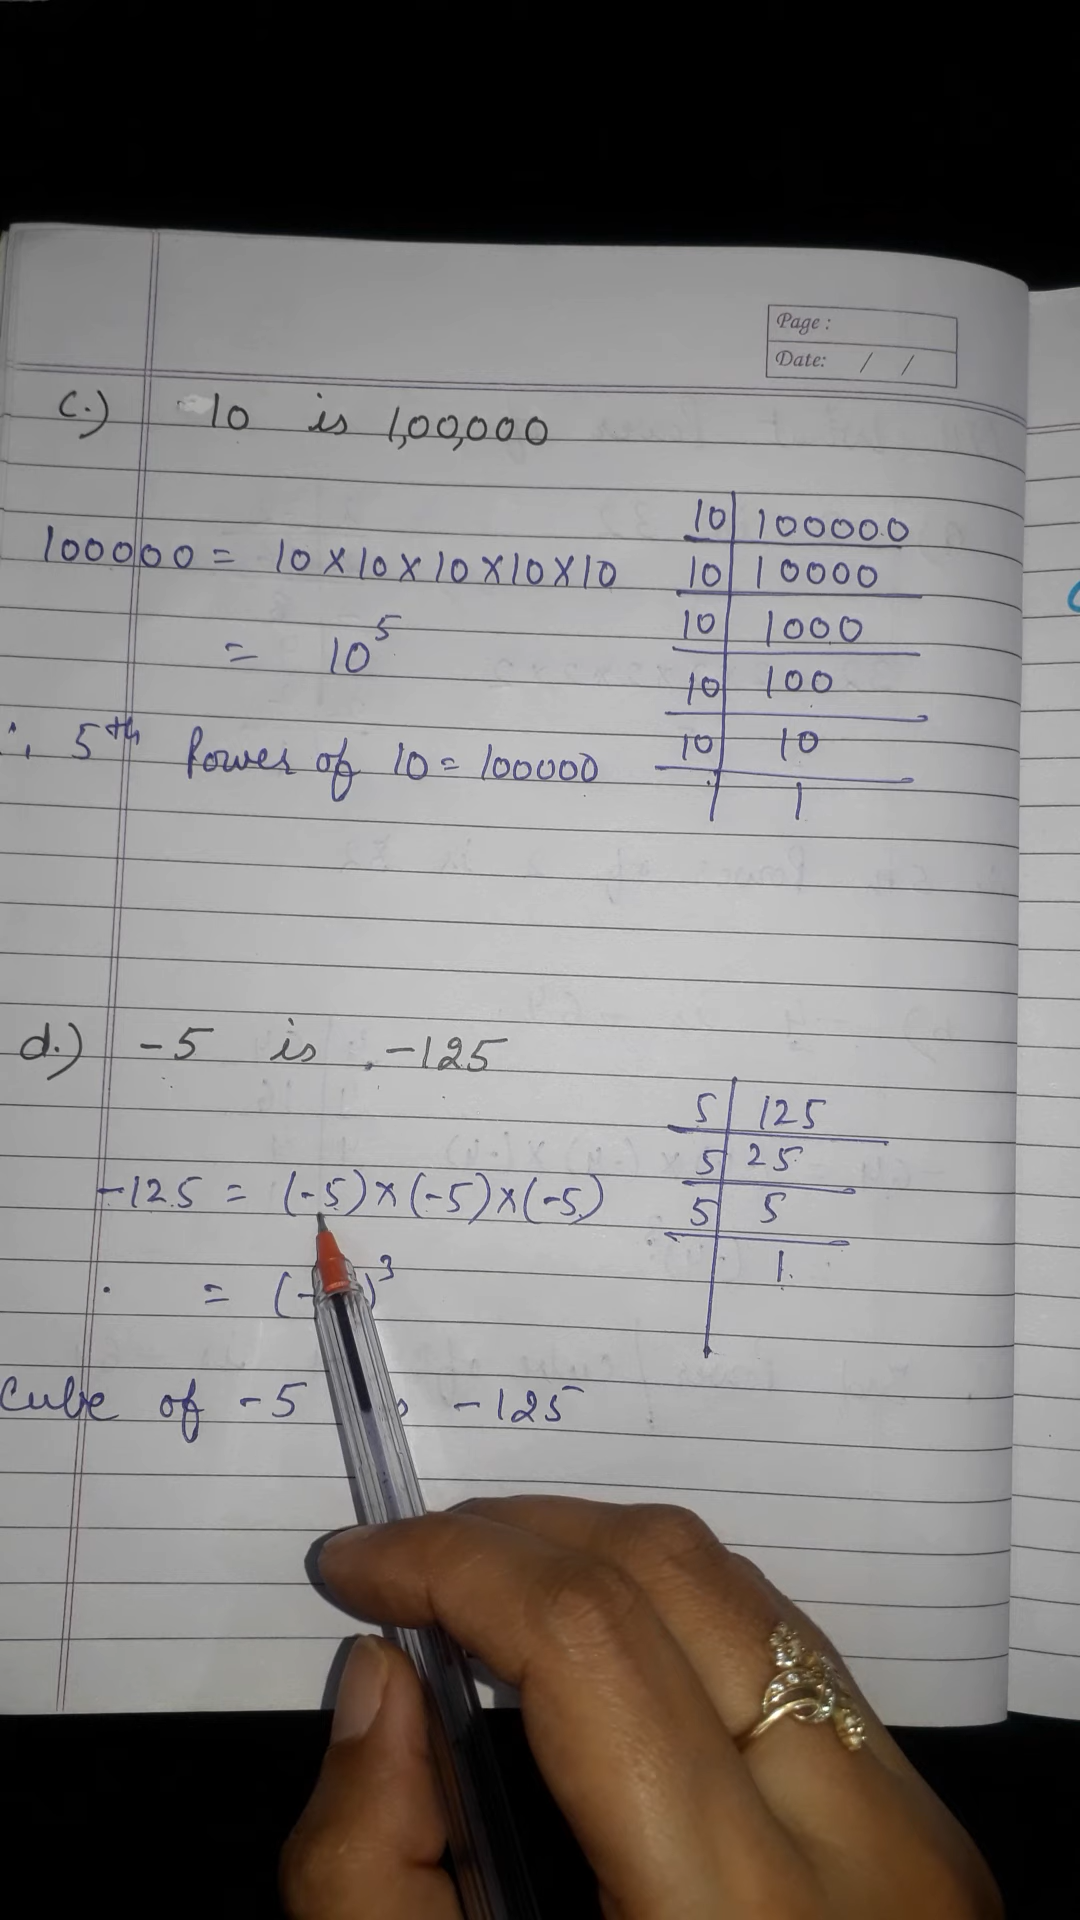 Page :
Date: / /
c.) 10 is 1,00,000
100000 = 10 × 10 × 10 × 10 × 10
= 10⁵
∴ 5th Power of 10 = 100000
10 | 100000
10 | 10000
10 | 1000
10 | 100
10 | 10
| 1
d.) -5 is -125
-125 = (-5) × (-5) × (-5)
= (- )³
Cube of -5 -125
5 | 125
5 | 25
5 | 5
| 1